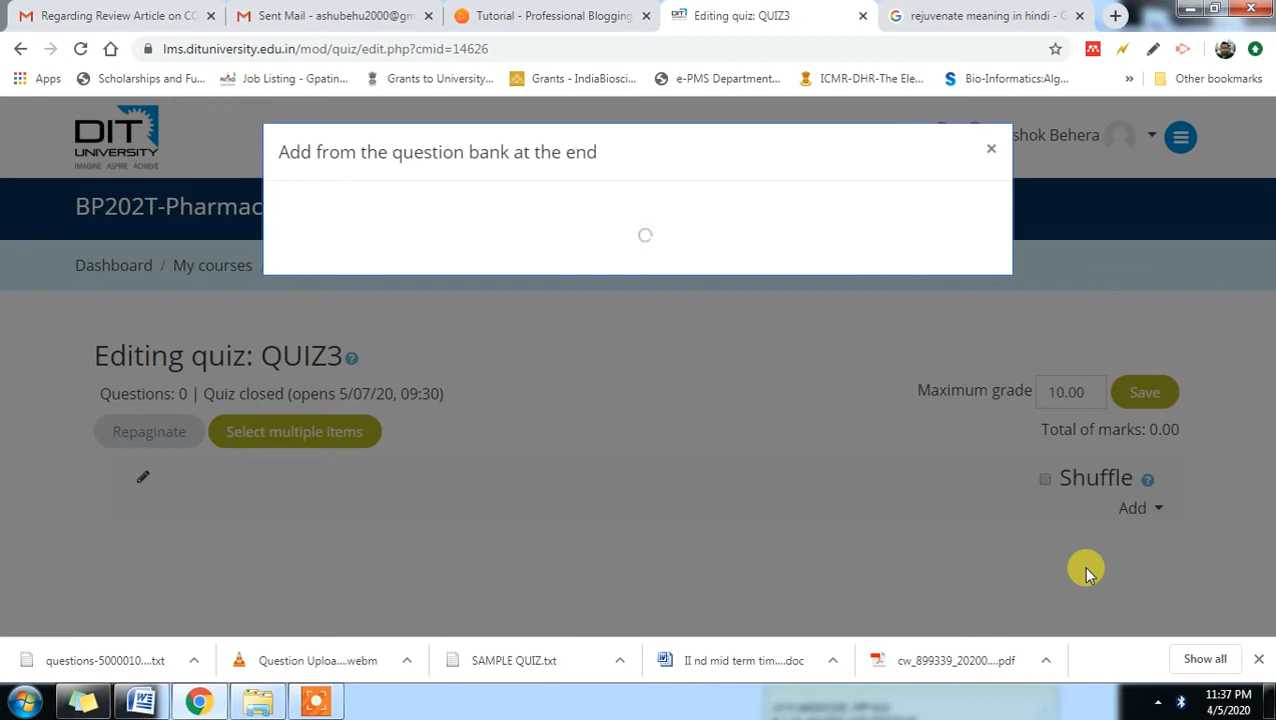 Regarding Review Article on CC
Sent Mail - ashubehu2000@gm
Tutorial - Professional Blogging
Editing quiz: QUIZ3
rejuvenate meaning in hindi - G
lms.dituniversity.edu.in/mod/quiz/edit.php?cmid=14626
Apps
Scholarships and Fu...
Job Listing - Gpatin...
Grants to University...
Grants - IndiaBiosci...
e-PMS Department...
ICMR-DHR-The Ele...
Bio-Informatics:Alg...
»
Other bookmarks
DIT
UNIVERSITY
IMAGINE ASPIRE ACHIEVE
shok Behera
Add from the question bank at the end
×
BP202T-Pharmac
Dashboard / My courses /
Editing quiz: QUIZ3
Questions: 0 | Quiz closed (opens 5/07/20, 09:30)
Maximum grade 10.00 Save
Repaginate Select multiple items
Total of marks: 0.00
Shuffle
Add
questions-5000010....txt
Question Uploa....webm
SAMPLE QUIZ.txt
II nd mid term tim....doc
cw_899339_20200....pdf
Show all
11:37 PM
4/5/2020